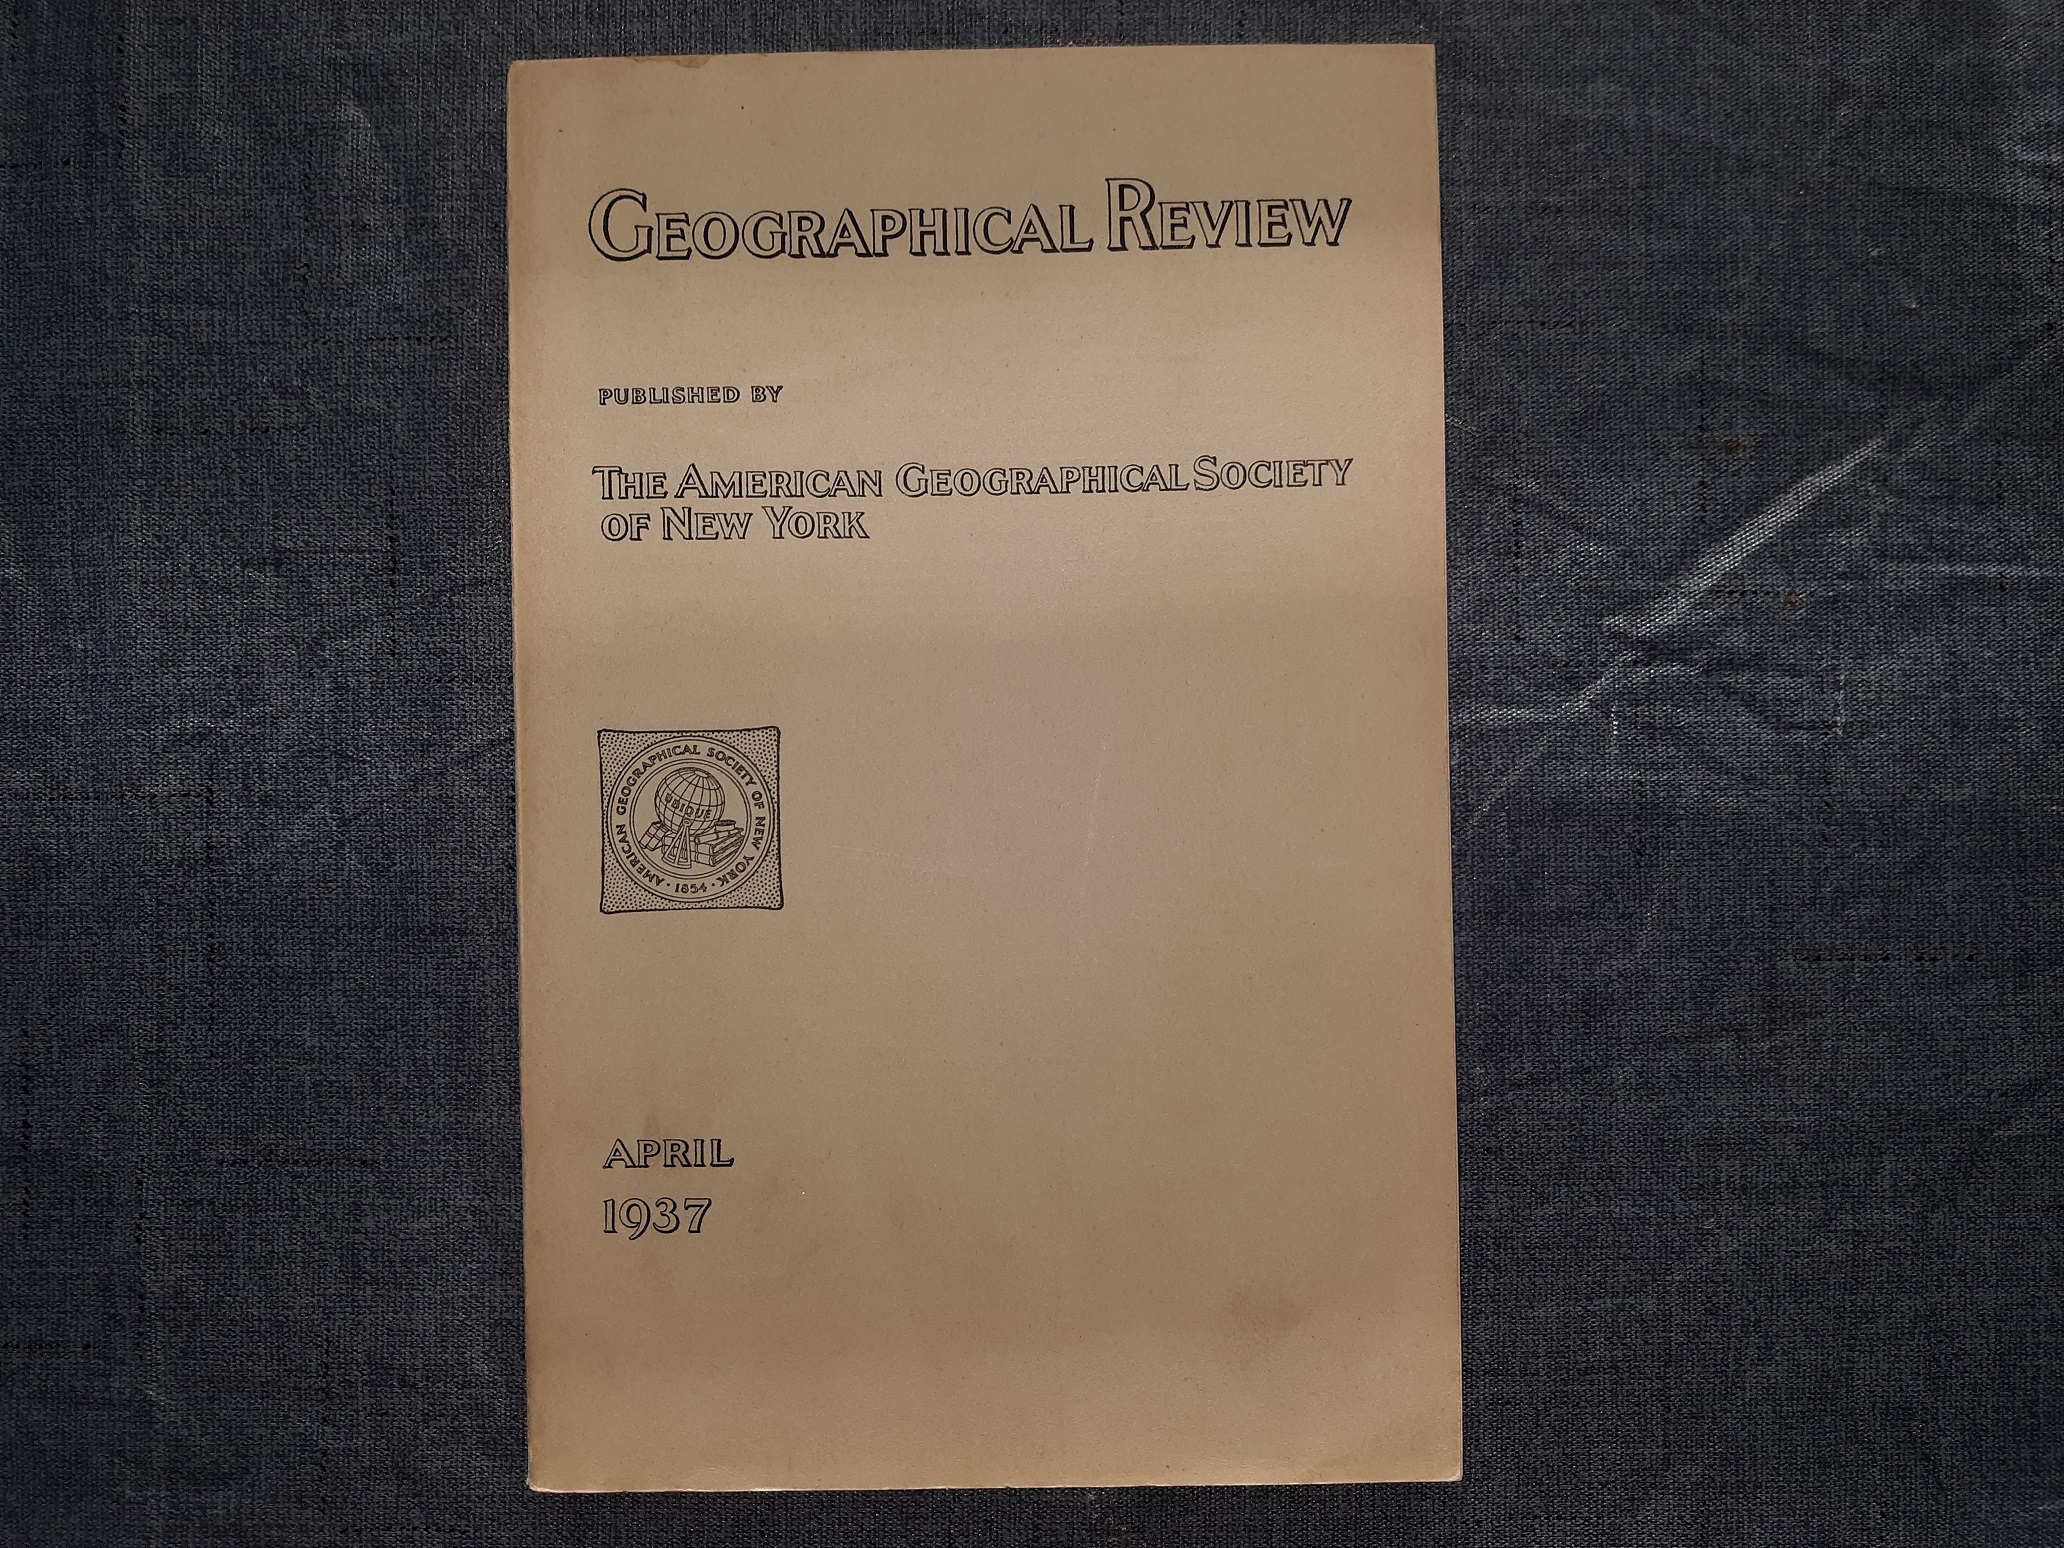 GEOGRAPHICAL REVIEW
PUBLISHED BY
THE AMERICAN GEOGRAPHICAL SOCIETY
OF NEW YORK
AMERICAN GEOGRAPHICAL SOCIETY OF NEW YORK
UBIQUE
· 1854 ·
APRIL
1937